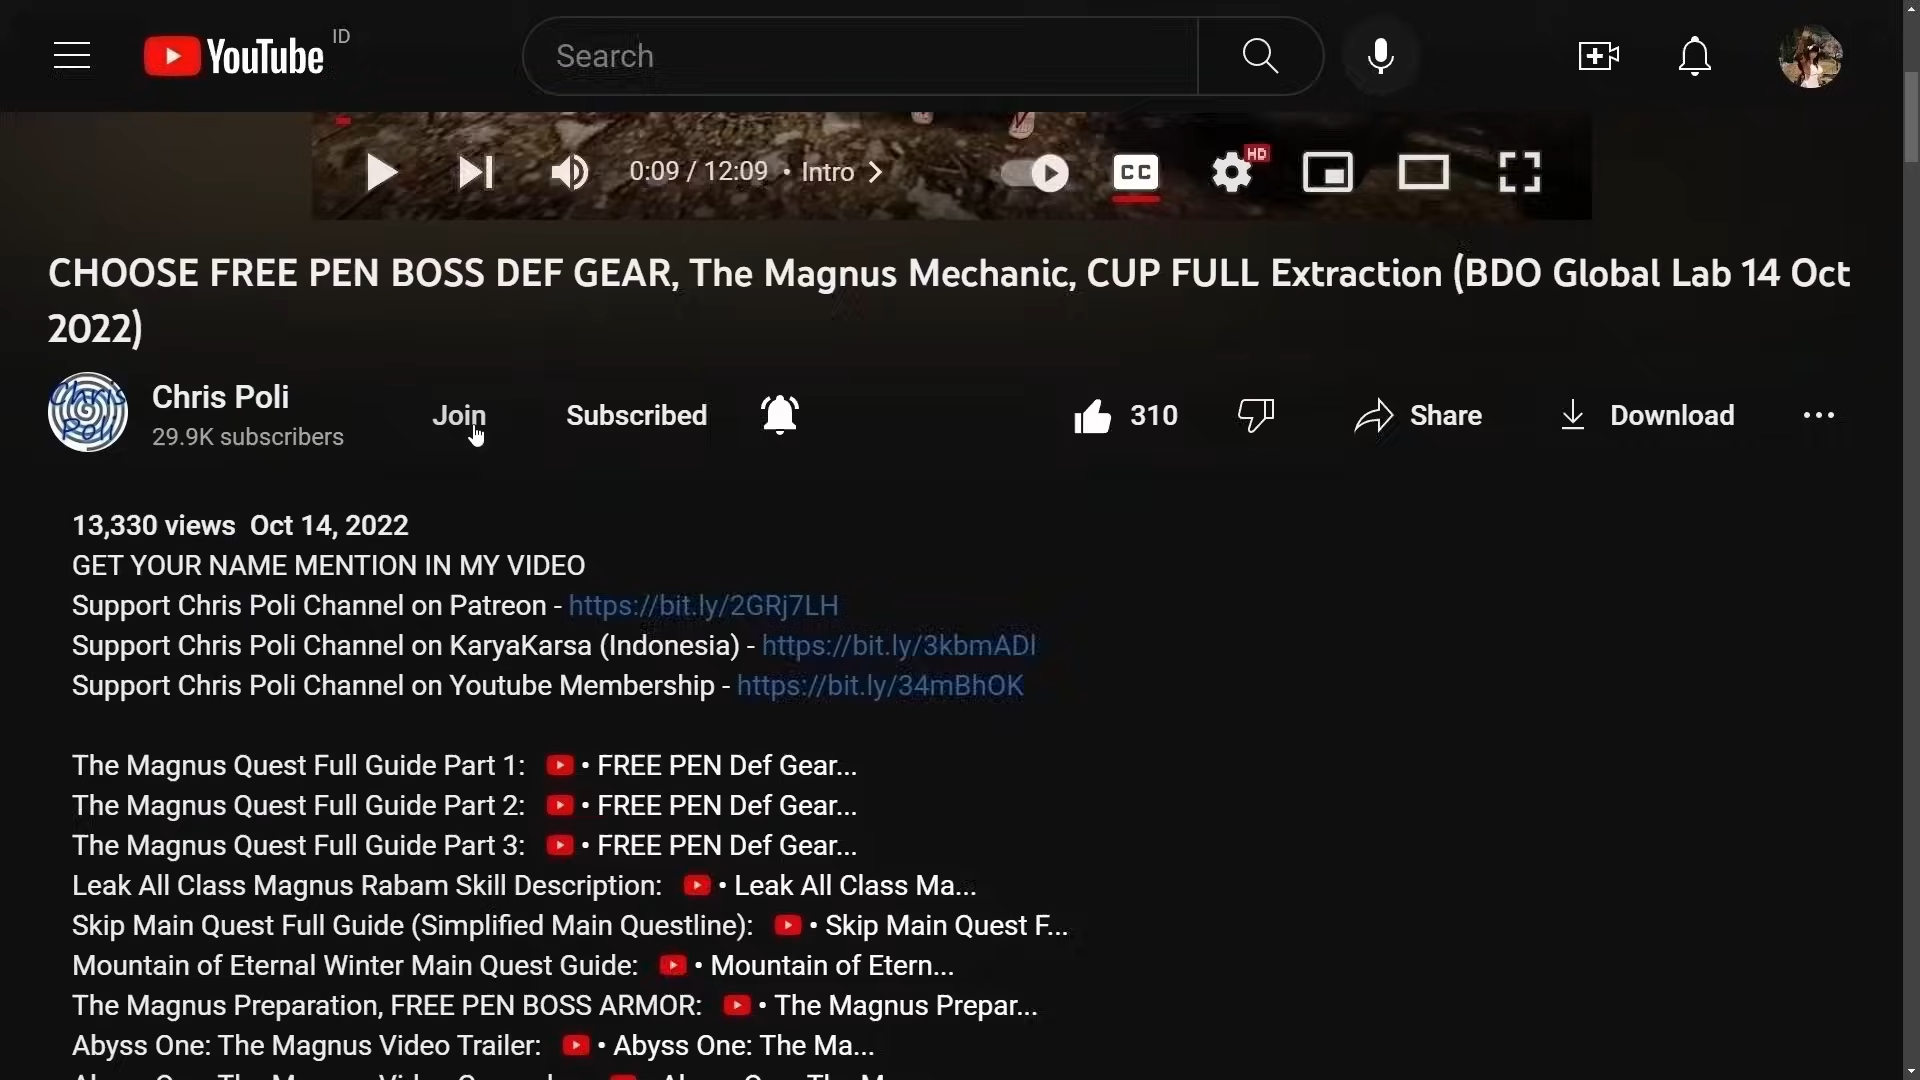 YouTube ID
Search
0:09 / 12:09 • Intro
CC
HD
CHOOSE FREE PEN BOSS DEF GEAR, The Magnus Mechanic, CUP FULL Extraction (BDO Global Lab 14 Oct
2022)
Chris Poli
Chris Poli
29.9K subscribers
Join
Subscribed
310
Share
Download
13,330 views Oct 14, 2022
GET YOUR NAME MENTION IN MY VIDEO
Support Chris Poli Channel on Patreon - https://bit.ly/2GRj7LH
Support Chris Poli Channel on KaryaKarsa (Indonesia) - https://bit.ly/3kbmADI
Support Chris Poli Channel on Youtube Membership - https://bit.ly/34mBhOK
The Magnus Quest Full Guide Part 1: • FREE PEN Def Gear...
The Magnus Quest Full Guide Part 2: • FREE PEN Def Gear...
The Magnus Quest Full Guide Part 3: • FREE PEN Def Gear...
Leak All Class Magnus Rabam Skill Description: • Leak All Class Ma...
Skip Main Quest Full Guide (Simplified Main Questline): • Skip Main Quest F...
Mountain of Eternal Winter Main Quest Guide: • Mountain of Etern...
The Magnus Preparation, FREE PEN BOSS ARMOR: • The Magnus Prepar...
Abyss One: The Magnus Video Trailer: • Abyss One: The Ma...